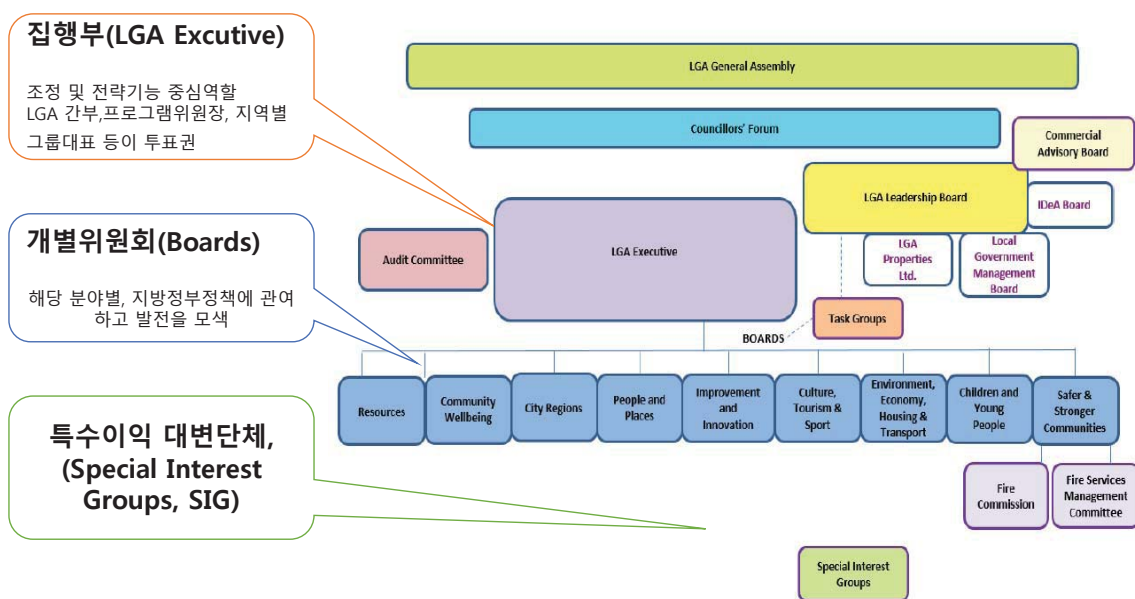 집행부(LGA Excutive)
조정 및 전략기능 중심역할
LGA 간부,프로그램위원장, 지역별
그룹대표 등이 투표권
개별위원회(Boards)
해당 분야별, 지방정부정책에 관여
하고 발전을 모색
특수이익 대변단체,
(Special Interest
Groups, SIG)
LGA General Assembly
Councillors' Forum
Commercial
Advisory Board
LGA Leadership Board
IDeA Board
LGA Executive
Audit Committee
LGA
Properties
Ltd.
Local
Government
Management
Board
Task Groups
BOARDS
Resources
Community
Wellbeing
City Regions
People and
Places
Improvement
and
Innovation
Culture,
Tourism &
Sport
Environment,
Economy,
Housing &
Transport
Children and
Young
People
Safer &
Stronger
Communities
Fire
Commission
Fire Services
Management
Committee
Special Interest
Groups